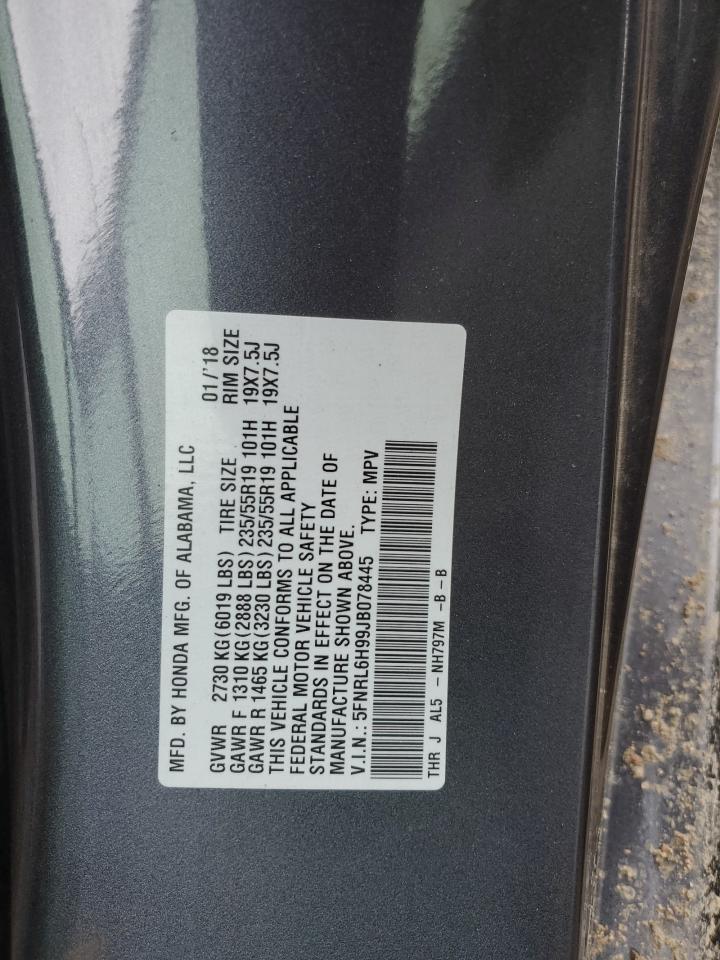 MFD. BY HONDA MFG. OF ALABAMA, LLC 01/'18
GVWR 2730 KG(6019 LBS) TIRE SIZE RIM SIZE
GAWR F 1310 KG(2888 LBS) 235/55R19 101H 19X7.5J
GAWR R 1465 KG(3230 LBS) 235/55R19 101H 19X7.5J
THIS VEHICLE CONFORMS TO ALL APPLICABLE
FEDERAL MOTOR VEHICLE SAFETY
STANDARDS IN EFFECT ON THE DATE OF
MANUFACTURE SHOWN ABOVE.
V.I.N.: 5FNRL6H99JB078445 TYPE: MPV
THR J AL5 - NH797M -B-B